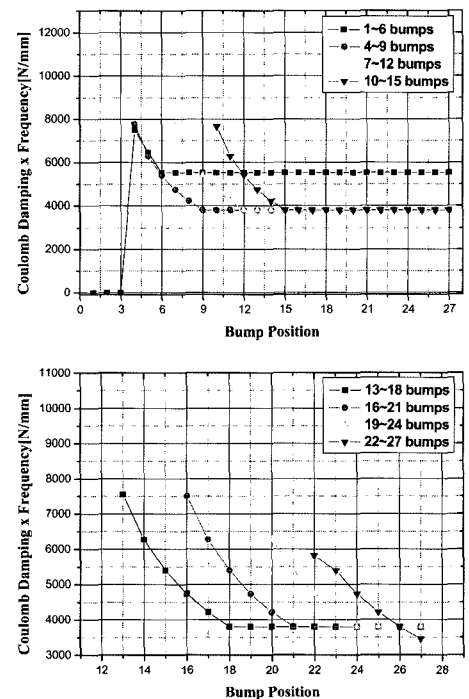 12000
10000
8000
6000
4000
2000
0
Coulomb Damping x Frequency[N/mm]
1~6 bumps
4~9 bumps
7~12 bumps
10~15 bumps
0 3 6 9 12 15 18 21 24 27
Bump Position
11000
10000
9000
8000
7000
6000
5000
4000
3000
Coulomb Damping x Frequency[N/mm]
13~18 bumps
16~21 bumps
19~24 bumps
22~27 bumps
12 14 16 18 20 22 24 26 28
Bump Position